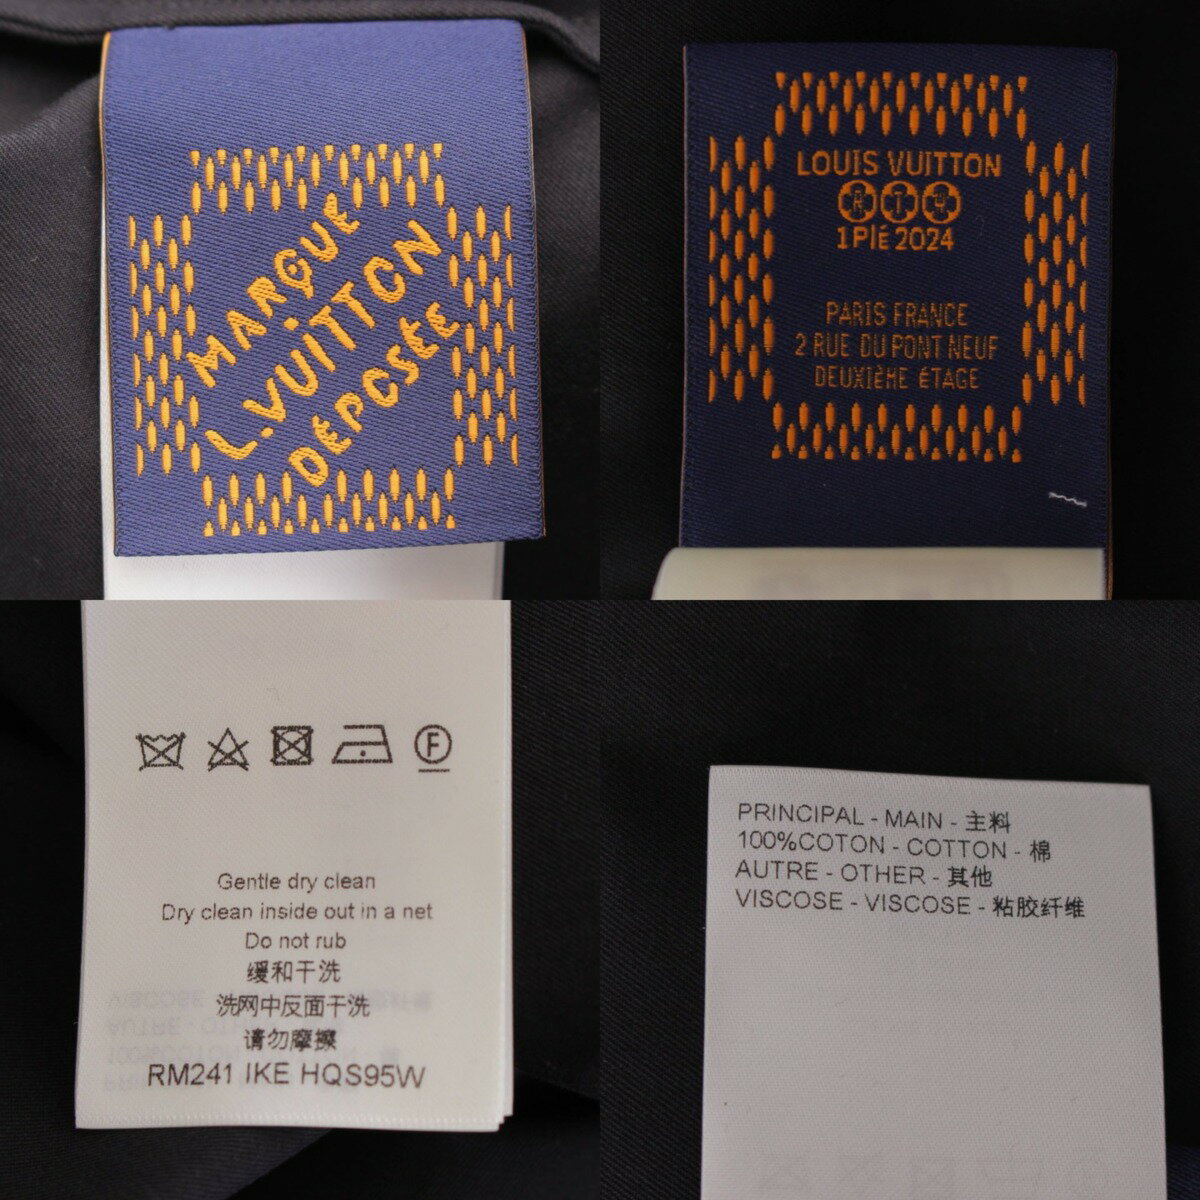 MARQUE
L.VUITTON
DÉPOSÉE
LOUIS VUITTON
1PIÉ 2024
PARIS FRANCE
2 RUE DU PONT NEUF
DEUXIÈME ÉTAGE
F
Gentle dry clean
Dry clean inside out in a net
Do not rub
缓和干洗
洗网中反面干洗
请勿摩擦
RM241 IKE HQS95W
PRINCIPAL - MAIN - 主料
100%COTON - COTTON - 棉
AUTRE - OTHER - 其他
VISCOSE - VISCOSE - 粘胶纤维